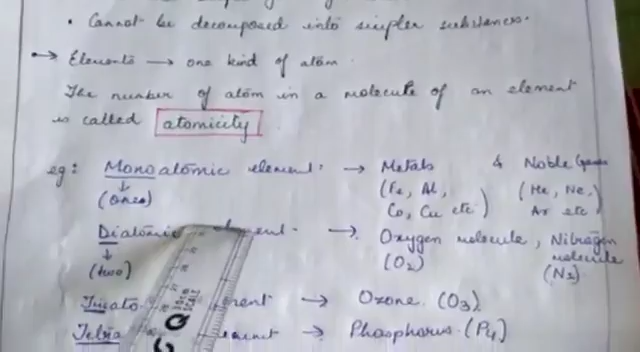 • Cannot be decomposed into simpler substances.
→ Elements → one kind of atom.
The number of atom in a molecule of an element
is called atomicity
eg: Monoatomic element. → Metals & Noble Gases
↓ (Fe, Al, (He, Ne,
(one) Co, Cu etc) Ar etc)
Diatomic element. → Oxygen molecule, Nitrogen
↓ (O2) molecule
(two) (N2)
→ Ozone. (O3).
→ Phosphorus. (P4)